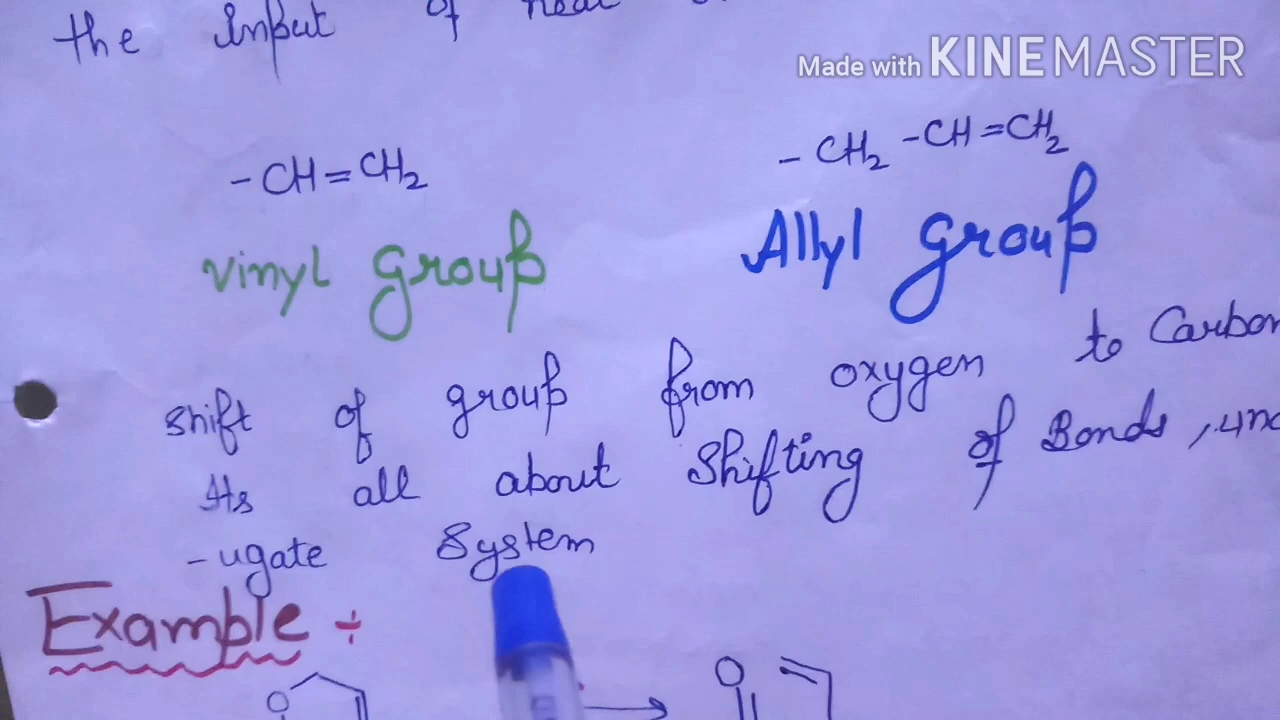 the Input of
Made with KINEMASTER
-CH=CH2
-CH2-CH=CH2
Vinyl Group
Allyl Group
Shift of group from oxygen to Carbon
Its all about Shifting of Bonds,
-ugate System
Example ÷
O
O